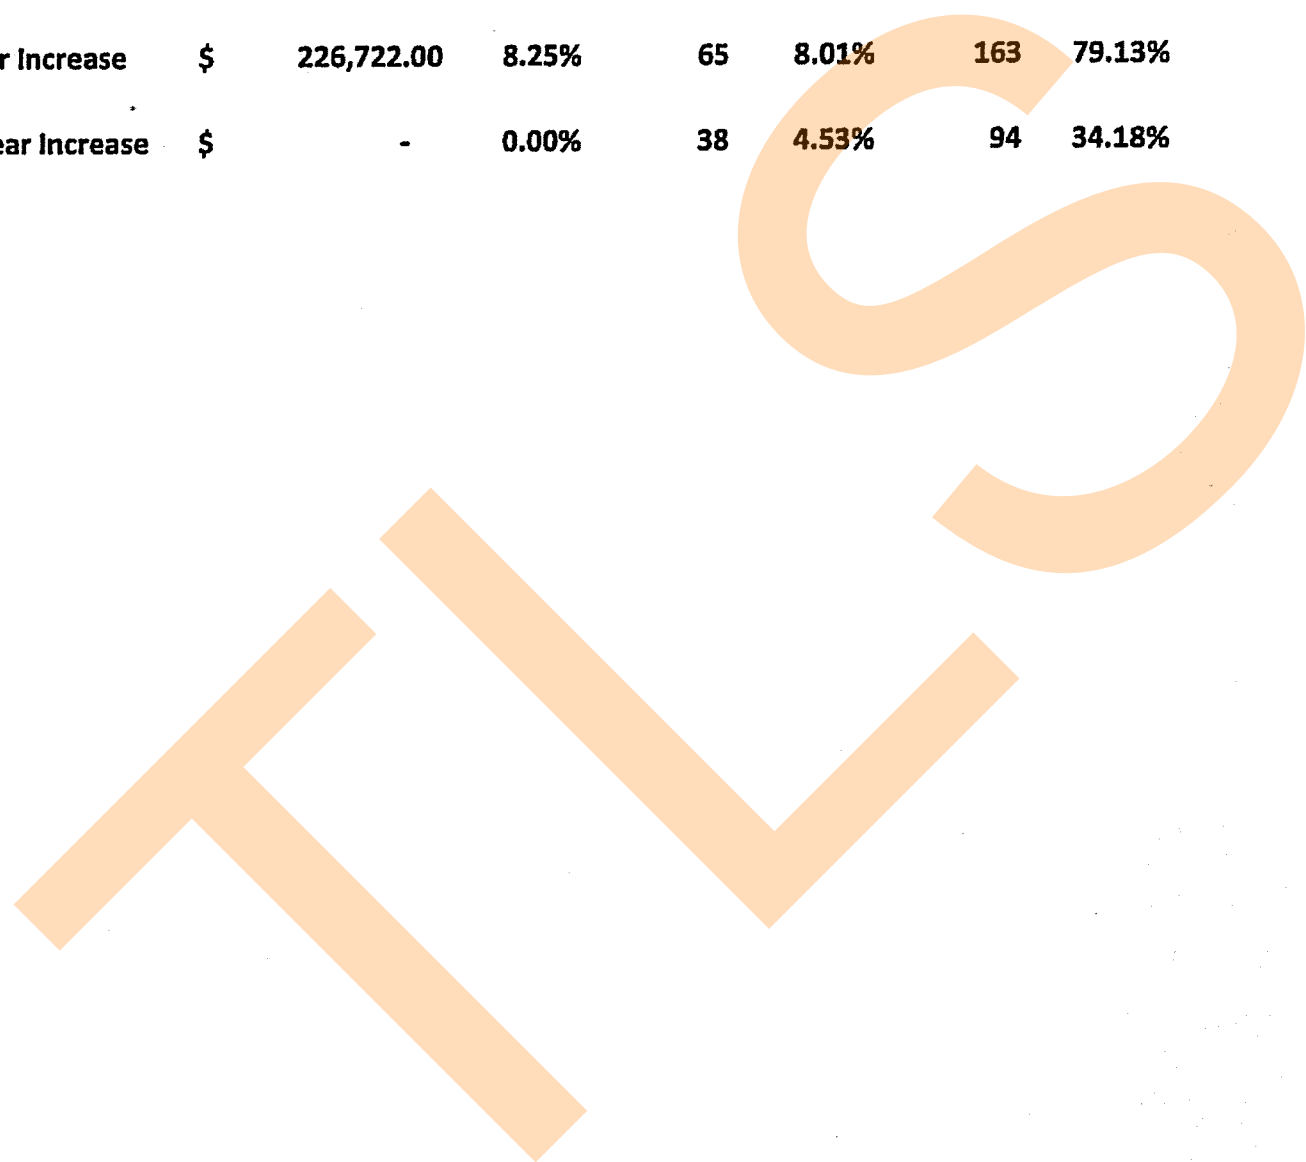 r Increase $ 226,722.00 8.25% 65 8.01% 163 79.13%
ear Increase $ - 0.00% 38 4.53% 94 34.18%
TLS